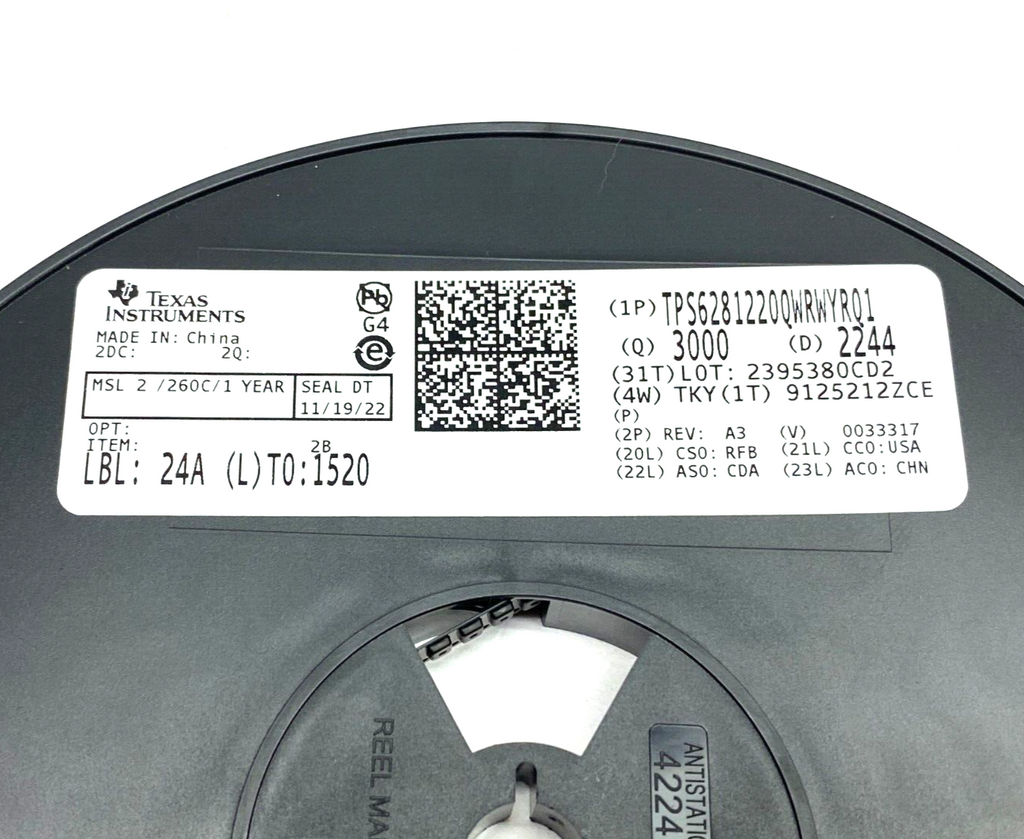 TEXAS
INSTRUMENTS
MADE IN: China
2DC: 2Q:
Pb
G4
e
MSL 2 /260C/1 YEAR
SEAL DT
11/19/22
OPT:
ITEM: 2B
LBL: 24A (L)TO:1520
(1P) TPS6281220QWRWYRQ1
(Q) 3000 (D) 2244
(31T)LOT: 2395380CD2
(4W) TKY(1T) 9125212ZCE
(P)
(2P) REV: A3 (V) 0033317
(20L) CSO: RFB (21L) CCO:USA
(22L) ASO: CDA (23L) ACO: CHN
REEL MA
ANTISTATI
4224